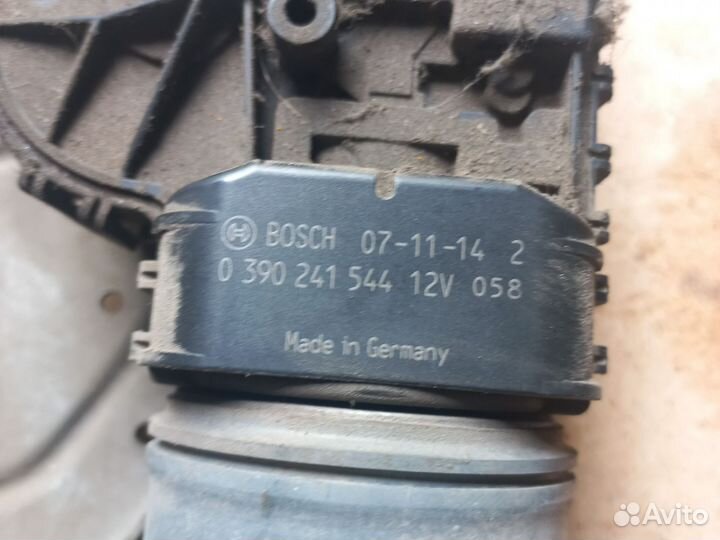 BOSCH 07-11-14 2
0 390 241 544 12V 058
Made in Germany
Avito